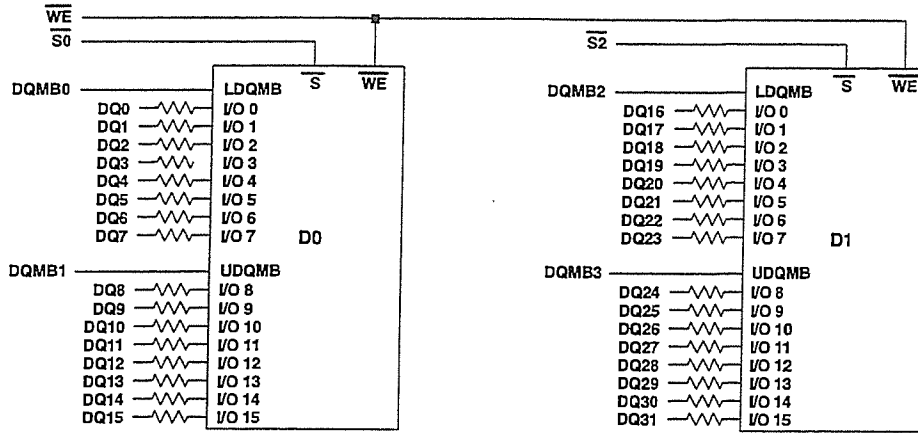 WE
S0
S2
S WE
S WE
DQMB0 LDQMB
DQ0 I/O 0
DQ1 I/O 1
DQ2 I/O 2
DQ3 I/O 3
DQ4 I/O 4
DQ5 I/O 5
DQ6 I/O 6
DQ7 I/O 7
D0
DQMB1 UDQMB
DQ8 I/O 8
DQ9 I/O 9
DQ10 I/O 10
DQ11 I/O 11
DQ12 I/O 12
DQ13 I/O 13
DQ14 I/O 14
DQ15 I/O 15
DQMB2 LDQMB
DQ16 I/O 0
DQ17 I/O 1
DQ18 I/O 2
DQ19 I/O 3
DQ20 I/O 4
DQ21 I/O 5
DQ22 I/O 6
DQ23 I/O 7
D1
DQMB3 UDQMB
DQ24 I/O 8
DQ25 I/O 9
DQ26 I/O 10
DQ27 I/O 11
DQ28 I/O 12
DQ29 I/O 13
DQ30 I/O 14
DQ31 I/O 15